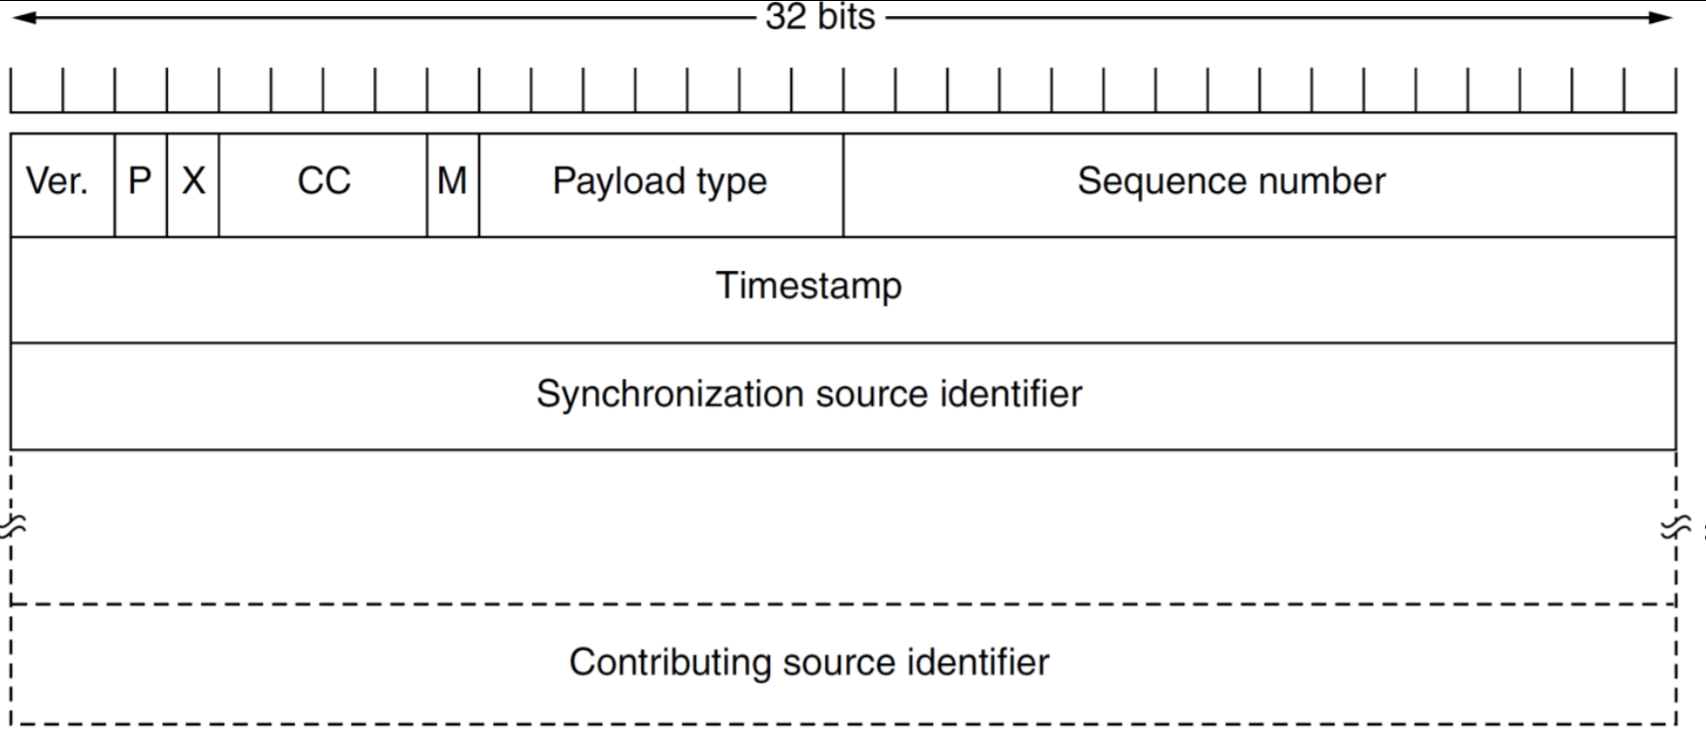 32 bits
Ver. P X CC M Payload type Sequence number
Timestamp
Synchronization source identifier
Contributing source identifier